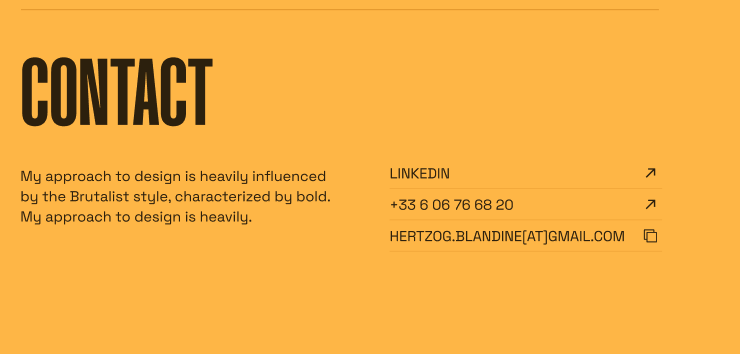 CONTACT
My approach to design is heavily influenced
by the Brutalist style, characterized by bold.
My approach to design is heavily.
LINKEDIN
+33 6 06 76 68 20
HERTZOG.BLANDINE[AT]GMAIL.COM